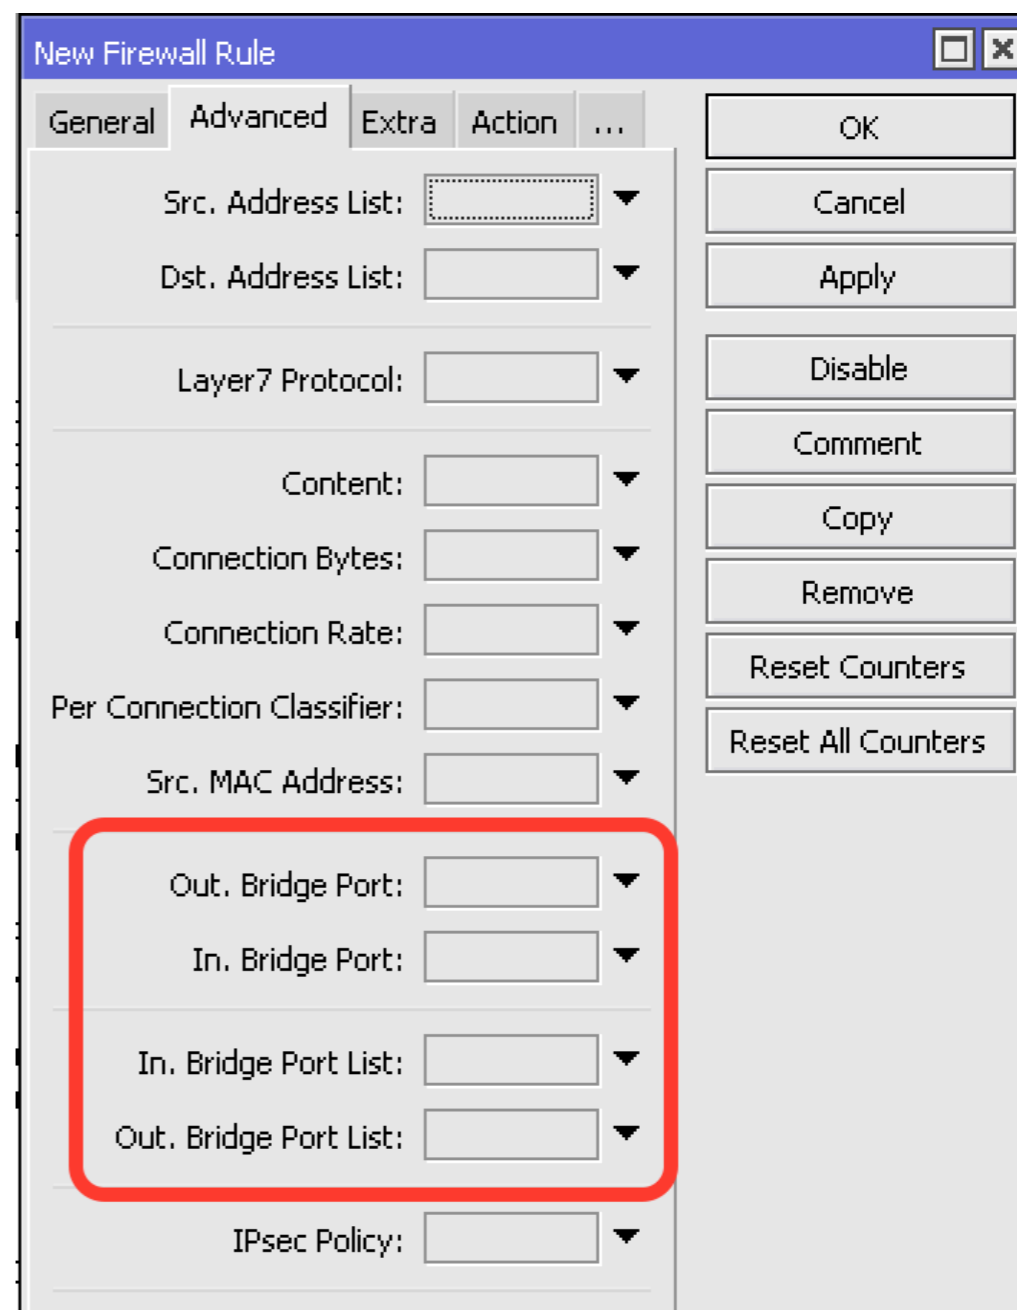 New Firewall Rule
General Advanced Extra Action ...
Src. Address List:
Dst. Address List:
Layer7 Protocol:
Content:
Connection Bytes:
Connection Rate:
Per Connection Classifier:
Src. MAC Address:
Out. Bridge Port:
In. Bridge Port:
In. Bridge Port List:
Out. Bridge Port List:
IPsec Policy:
OK
Cancel
Apply
Disable
Comment
Copy
Remove
Reset Counters
Reset All Counters